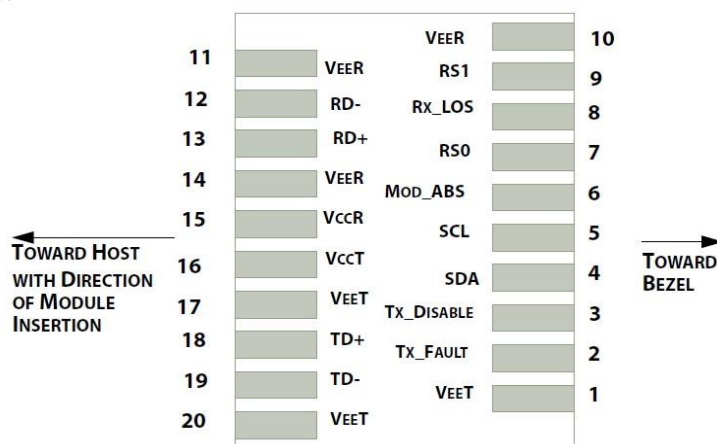 VEER 10
11 VEER
RS1 9
12 RD-
RX_LOS 8
13 RD+
RS0 7
14 VEER
MOD_ABS 6
15 VCCR
SCL 5
TOWARD HOST
WITH DIRECTION
OF MODULE
INSERTION
TOWARD
BEZEL
16 VCCT
SDA 4
17 VEET
TX_DISABLE 3
18 TD+
TX_FAULT 2
19 TD-
VEET 1
20 VEET